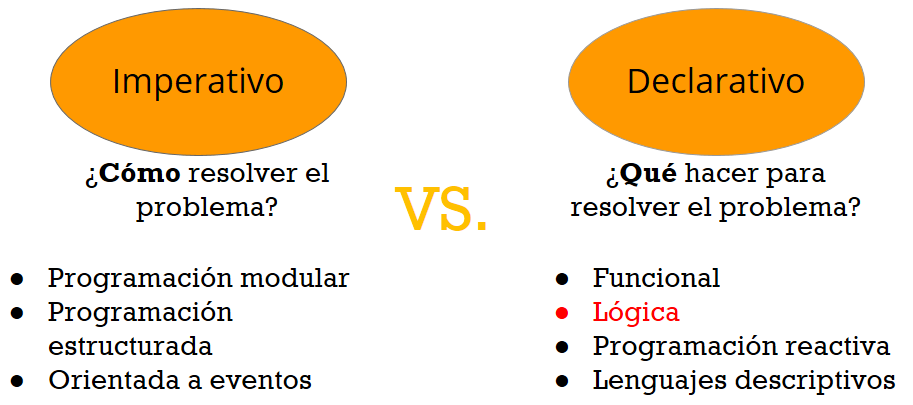 Imperativo
¿Cómo resolver el
problema?
● Programación modular
● Programación
estructurada
● Orientada a eventos
vs.
Declarativo
¿Qué hacer para
resolver el problema?
● Funcional
● Lógica
● Programación reactiva
● Lenguajes descriptivos